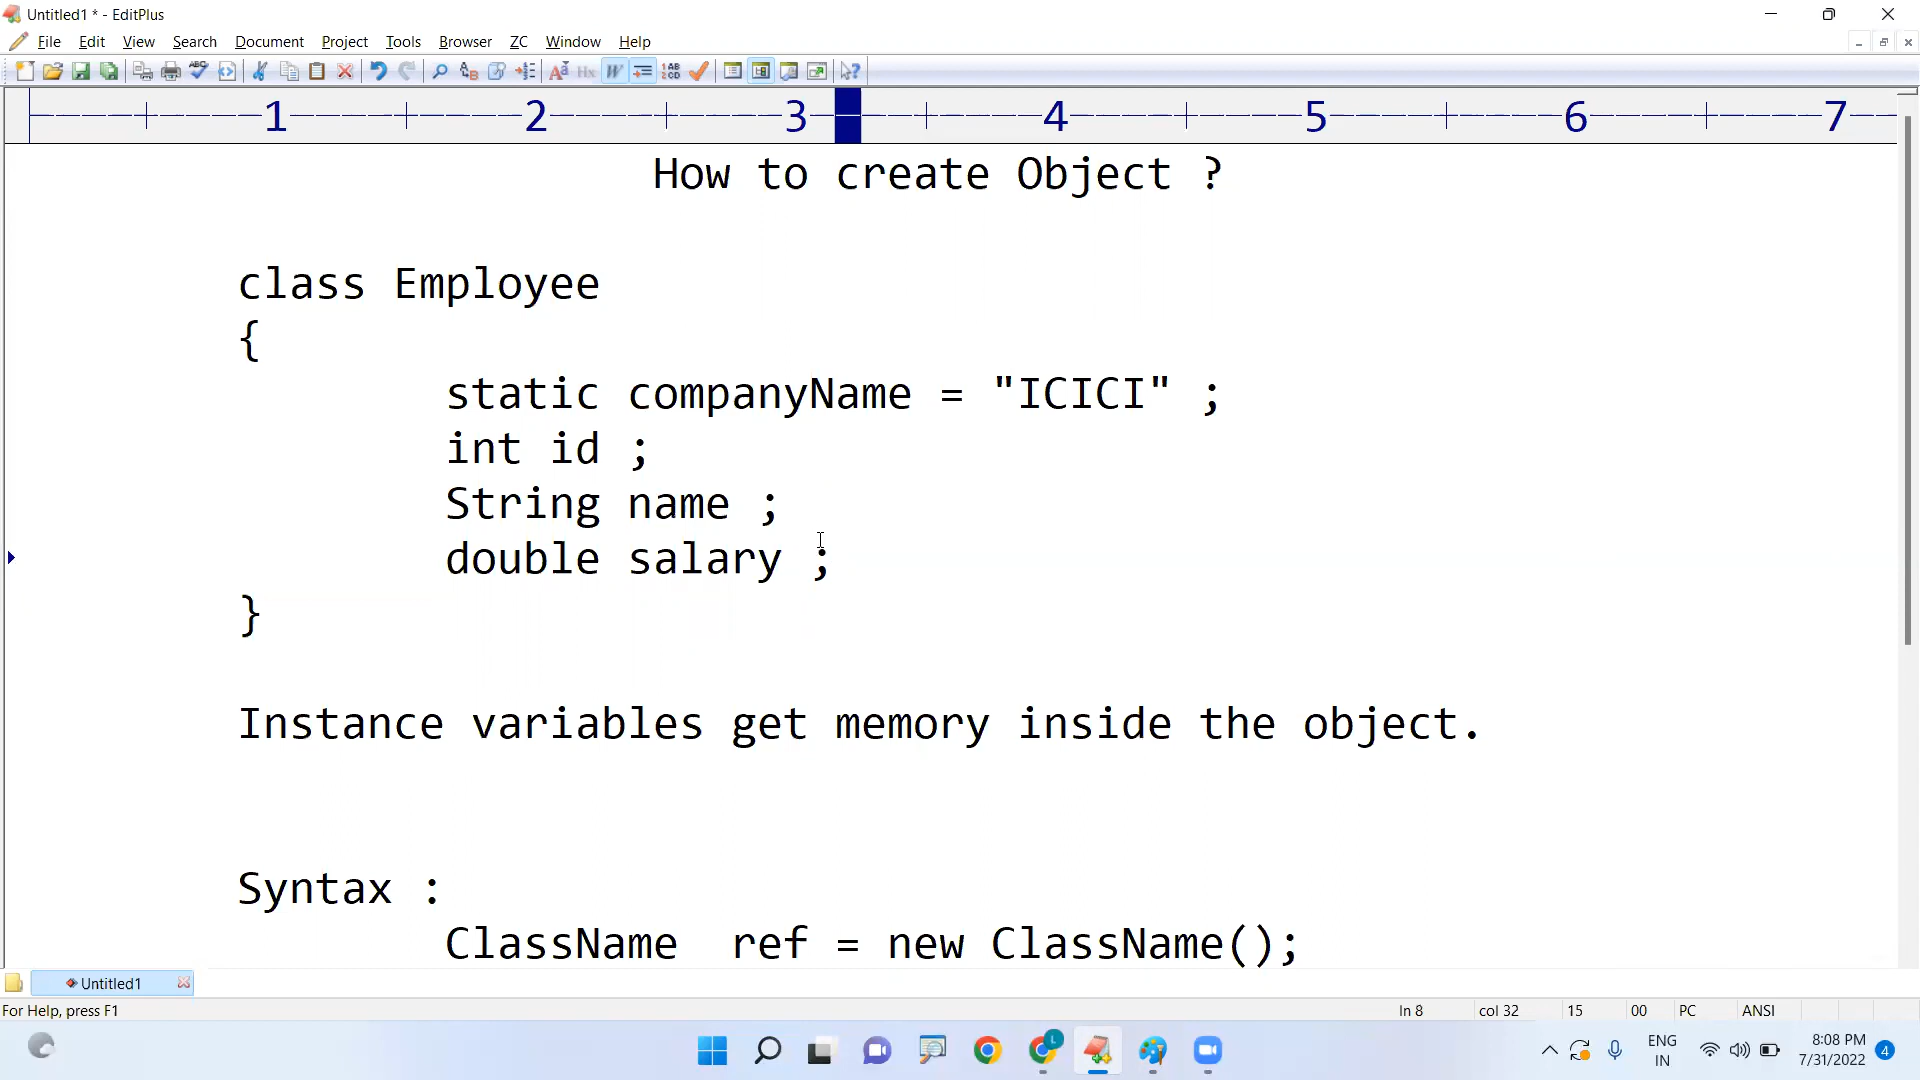 Untitled1 * - EditPlus
File Edit View Search Document Project Tools Browser ZC Window Help
1 2 3 4 5 6 7
How to create Object ?
class Employee
{
static companyName = "ICICI" ;
int id ;
String name ;
double salary ;
}
Instance variables get memory inside the object.
Syntax :
ClassName ref = new ClassName();
Untitled1
For Help, press F1
ln 8 col 32 15 00 PC ANSI
ENG
IN
8:08 PM
7/31/2022
4